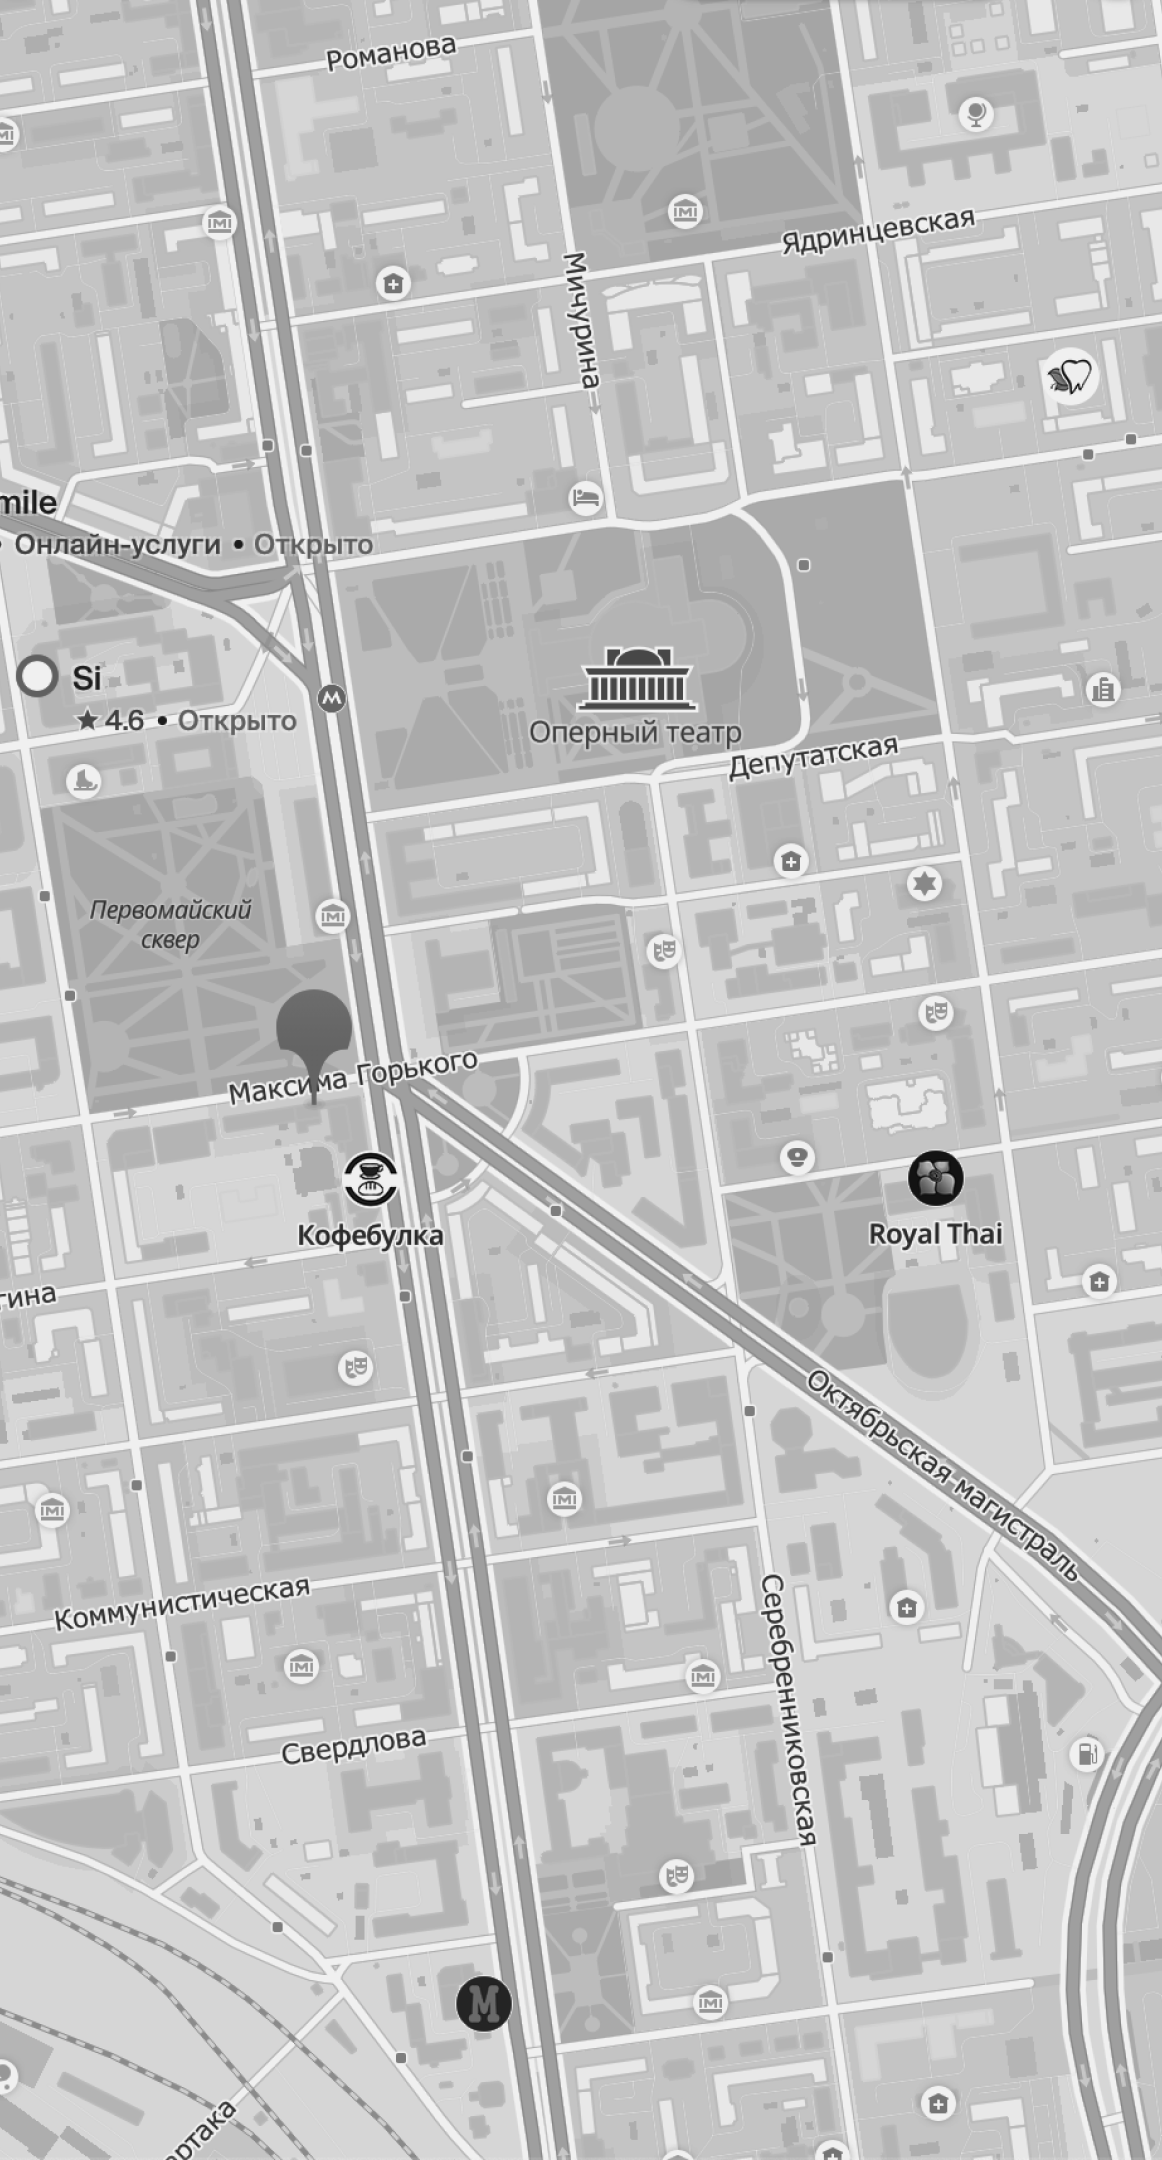 Романова
Ядринцевская
Мичурина
mile
Онлайн-услуги • Открыто
Si
★ 4.6 • Открыто
М
Оперный театр
Депутатская
Первомайский
сквер
Максима Горького
Кофебулка
Royal Thai
Октябрьская магистраль
Коммунистическая
Серебренниковская
Свердлова
М